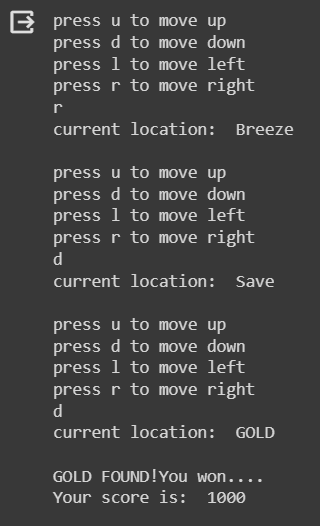 press u to move up
press d to move down
press l to move left
press r to move right
r
current location:  Breeze
press u to move up
press d to move down
press l to move left
press r to move right
d
current location:  Save
press u to move up
press d to move down
press l to move left
press r to move right
d
current location:  GOLD
GOLD FOUND!You won....
Your score is:  1000